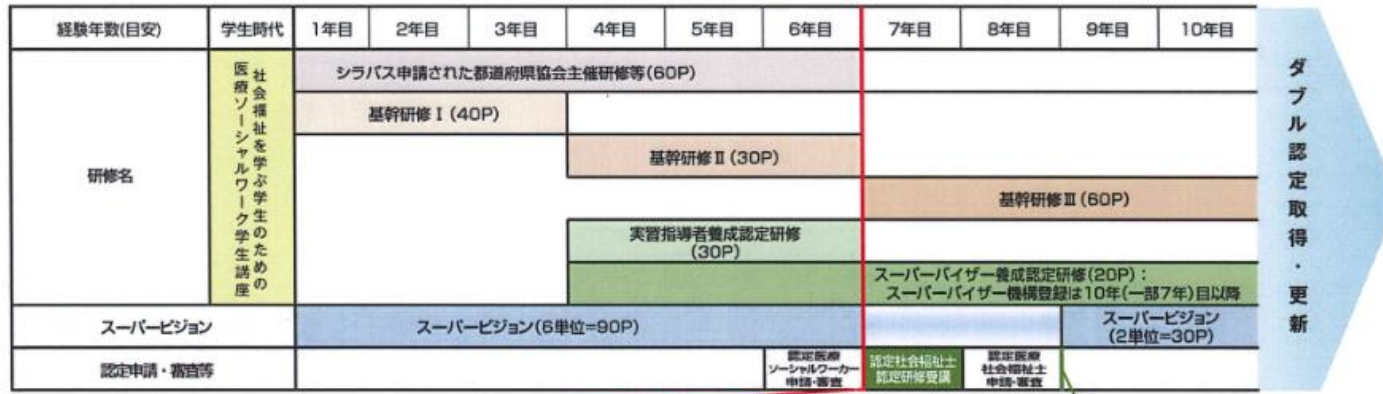 経験年数(目安)
学生時代
1年目
2年目
3年目
4年目
5年目
6年目
7年目
8年目
9年目
10年目
研修名
社会福祉を学ぶ学生のための
医療ソーシャルワーク学生講座
シラバス申請された都道府県協会主催研修等(60P)
基幹研修Ⅰ(40P)
基幹研修Ⅱ(30P)
基幹研修Ⅲ(60P)
実習指導者養成認定研修
(30P)
スーパーバイザー養成認定研修(20P):
スーパーバイザー機構登録は10年(一部7年)目以降
スーパービジョン
スーパービジョン(6単位=90P)
スーパービジョン
(2単位=30P)
認定申請・審査等
認定医療
ソーシャルワーカー
申請・審査
認定社会福祉士
認定研修受講
認定医療
社会福祉士
申請・審査
ダブル認定取得・更新